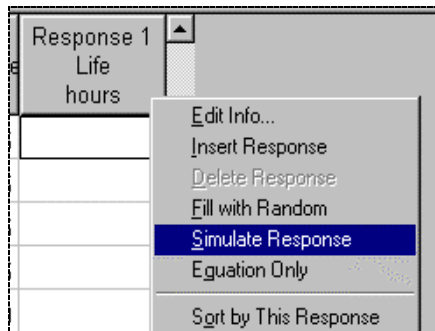 Response 1
Life
hours
Edit Info...
Insert Response
Delete Response
Fill with Random
Simulate Response
Equation Only
Sort by This Response